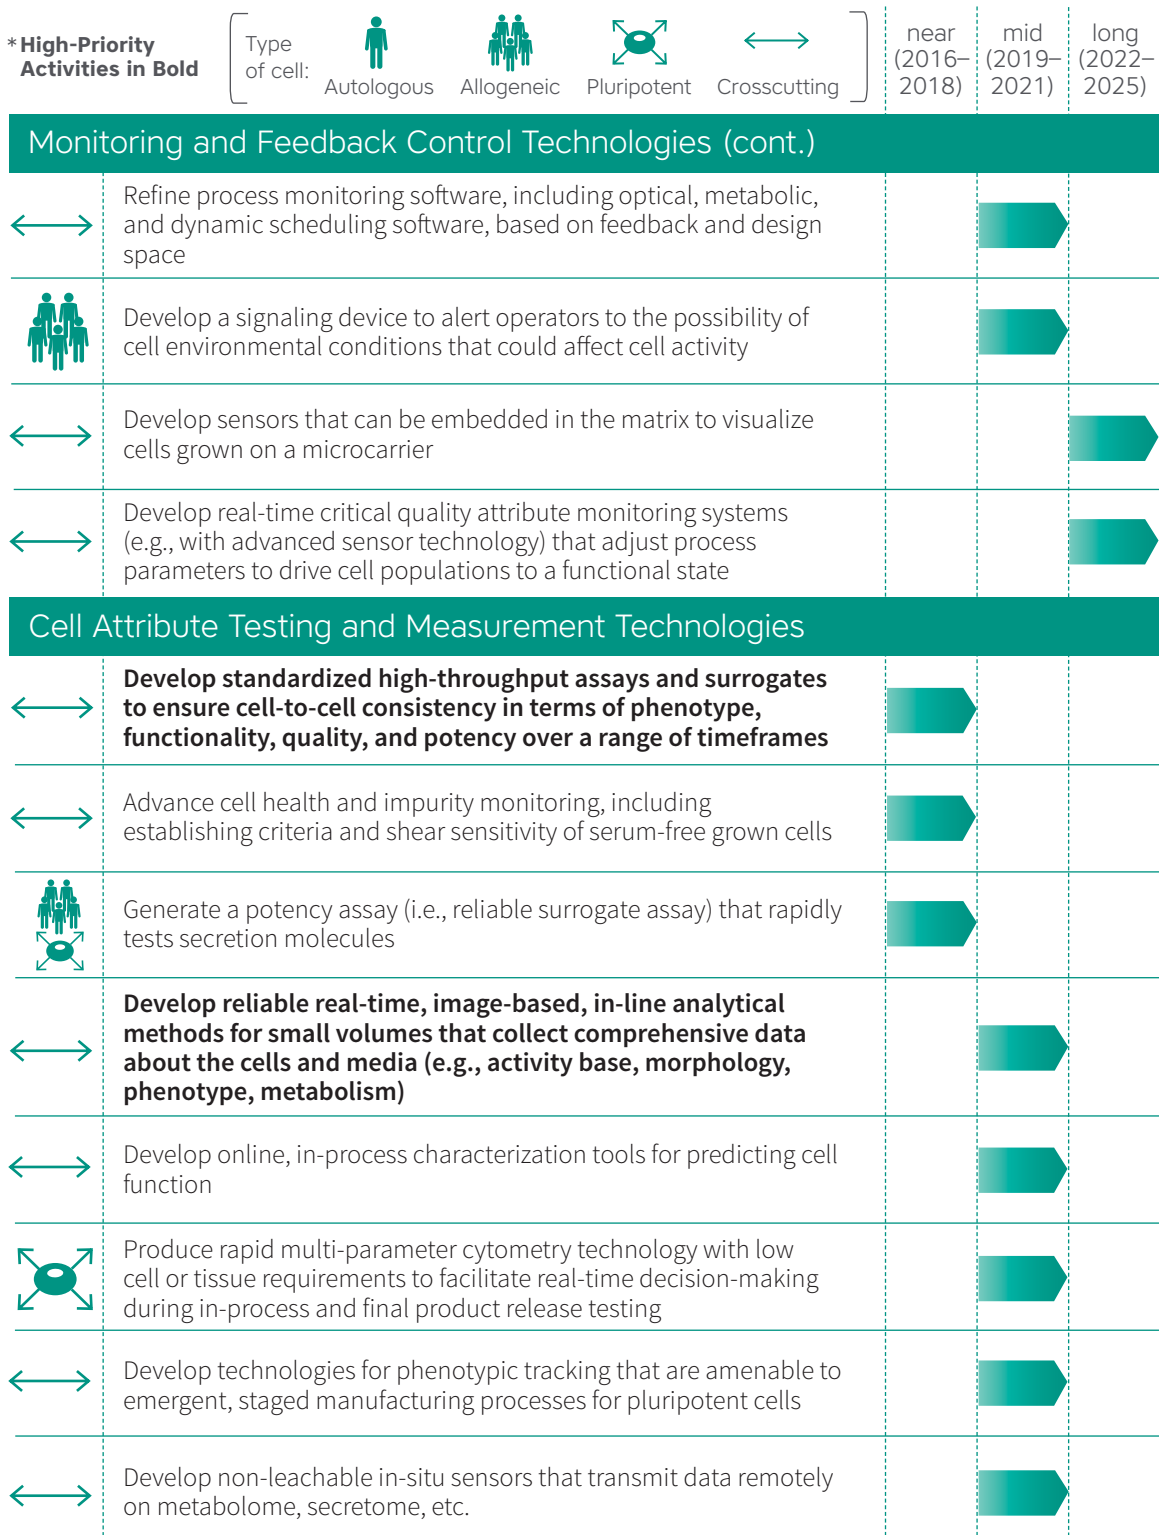 *High-Priority
Activities in Bold
Type
of cell:
Autologous
Allogeneic
Pluripotent
Crosscutting
near
(2016–
2018)
mid
(2019–
2021)
long
(2022–
2025)
Monitoring and Feedback Control Technologies (cont.)
Refine process monitoring software, including optical, metabolic,
and dynamic scheduling software, based on feedback and design
space
Develop a signaling device to alert operators to the possibility of
cell environmental conditions that could affect cell activity
Develop sensors that can be embedded in the matrix to visualize
cells grown on a microcarrier
Develop real-time critical quality attribute monitoring systems
(e.g., with advanced sensor technology) that adjust process
parameters to drive cell populations to a functional state
Cell Attribute Testing and Measurement Technologies
Develop standardized high-throughput assays and surrogates
to ensure cell-to-cell consistency in terms of phenotype,
functionality, quality, and potency over a range of timeframes
Advance cell health and impurity monitoring, including
establishing criteria and shear sensitivity of serum-free grown cells
Generate a potency assay (i.e., reliable surrogate assay) that rapidly
tests secretion molecules
Develop reliable real-time, image-based, in-line analytical
methods for small volumes that collect comprehensive data
about the cells and media (e.g., activity base, morphology,
phenotype, metabolism)
Develop online, in-process characterization tools for predicting cell
function
Produce rapid multi-parameter cytometry technology with low
cell or tissue requirements to facilitate real-time decision-making
during in-process and final product release testing
Develop technologies for phenotypic tracking that are amenable to
emergent, staged manufacturing processes for pluripotent cells
Develop non-leachable in-situ sensors that transmit data remotely
on metabolome, secretome, etc.